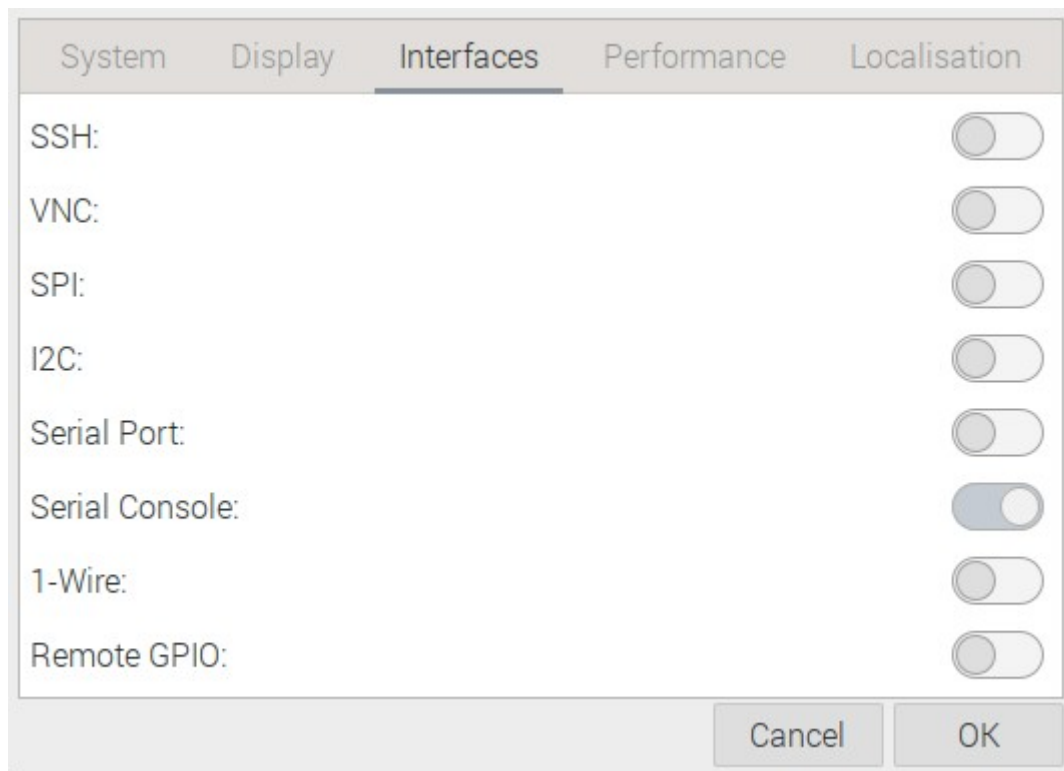 System Display Interfaces Performance Localisation
SSH:
VNC:
SPI:
I2C:
Serial Port:
Serial Console:
1-Wire:
Remote GPIO:
Cancel OK